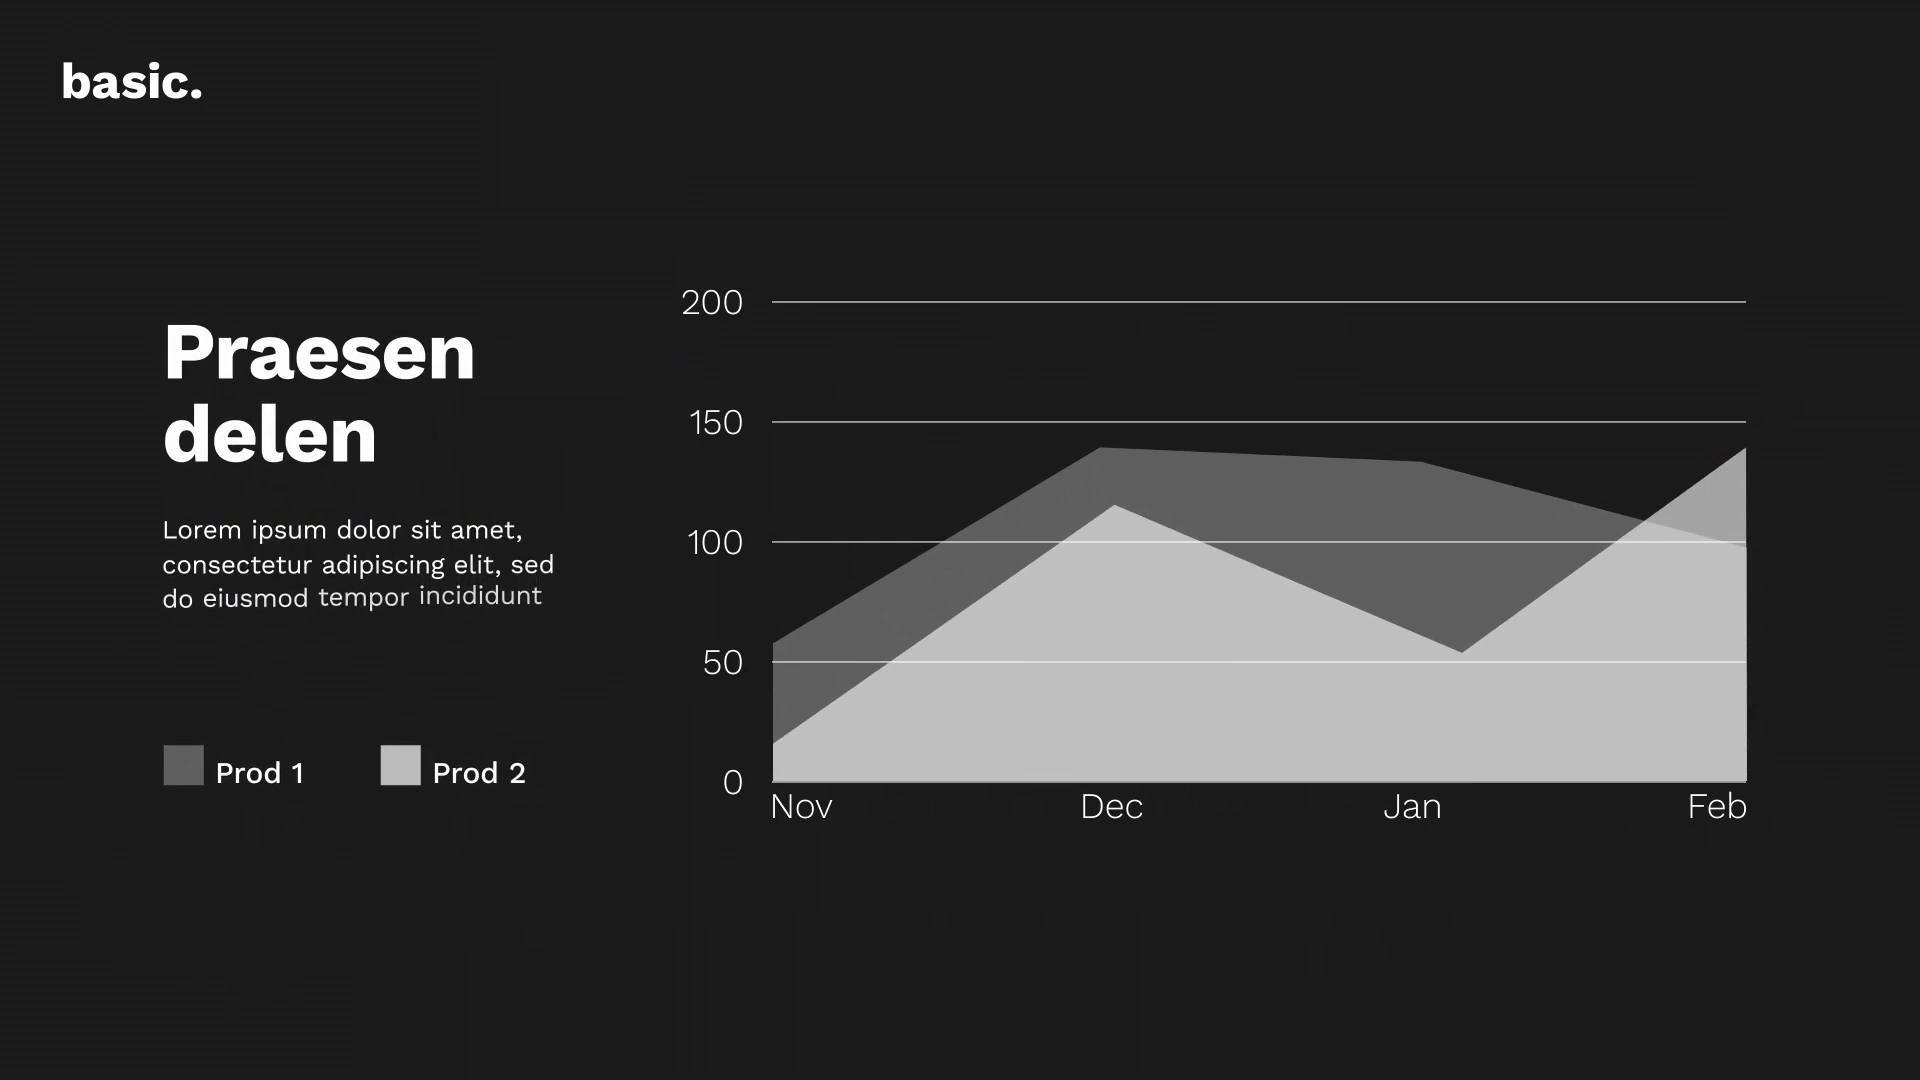 basic.
Praesen
delen
Lorem ipsum dolor sit amet,
consectetur adipiscing elit, sed
do eiusmod tempor incididunt
Prod 1
Prod 2
200
150
100
50
0
Nov
Dec
Jan
Feb